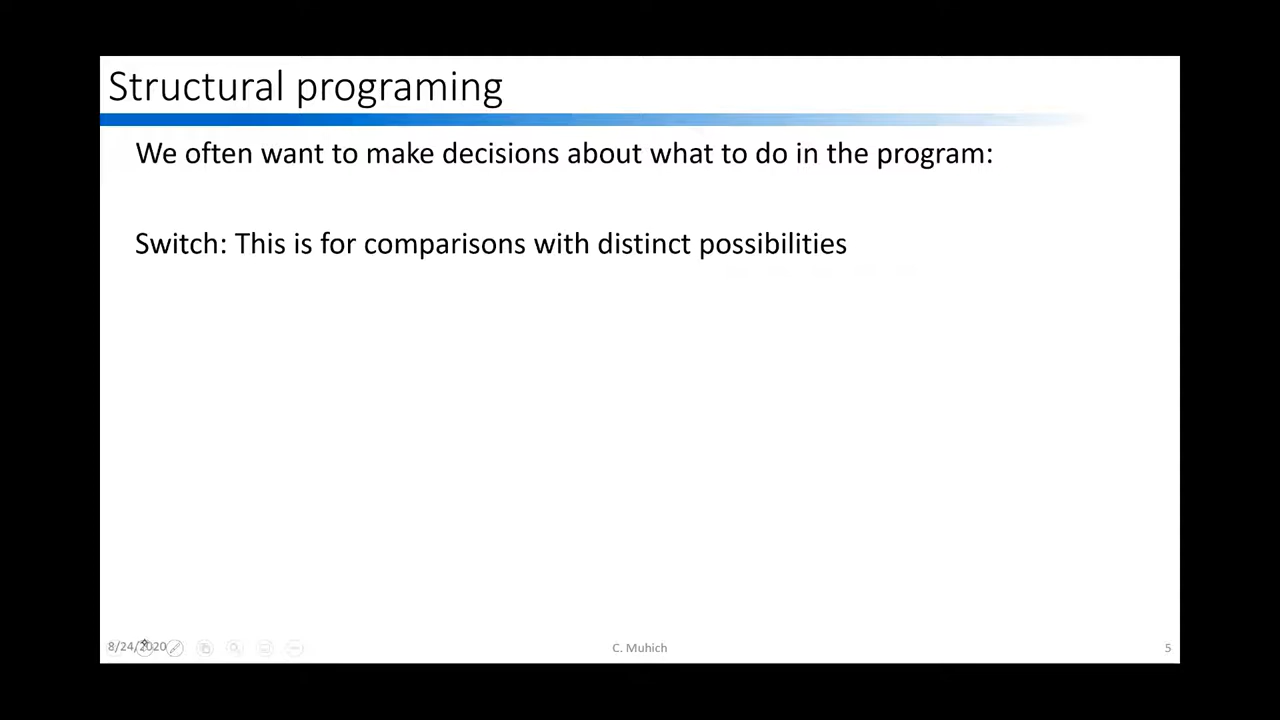 Structural programing
We often want to make decisions about what to do in the program:
Switch: This is for comparisons with distinct possibilities
8/24/2020
C. Muhich
5